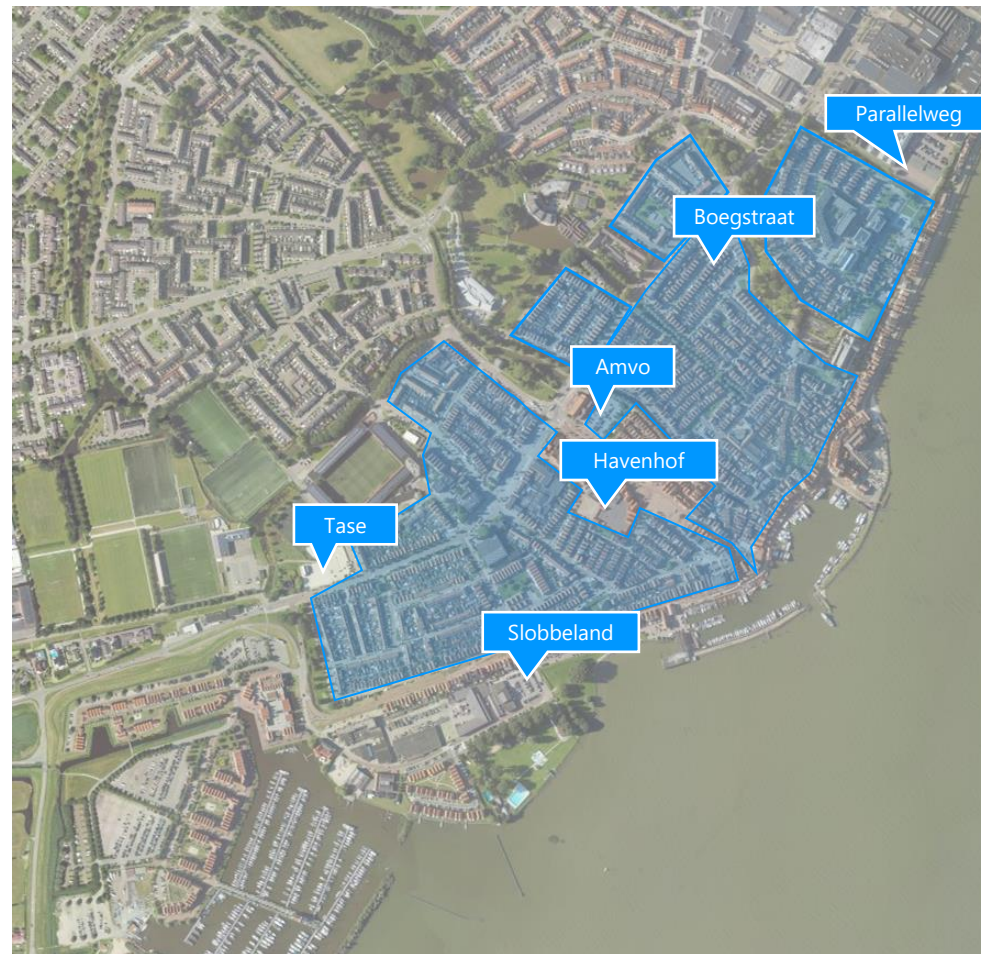 Parallelweg
Boegstraat
Amvo
Havenhof
Tase
Slobbeland